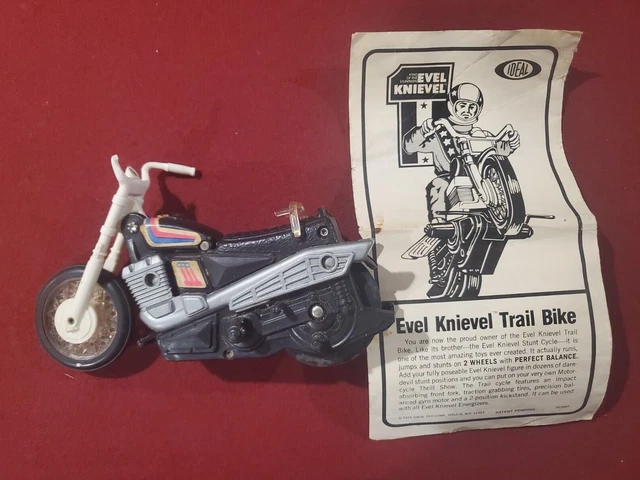 IDEAL
EVEL
KNIEVEL
Evel Knievel™ Trail Bike
You are now the proud owner of the Evel Knievel Trail
Bike. Like its brother—the Evel Knievel Stunt Cycle—it is
one of the most amazing toys ever created. It actually runs,
jumps and stunts on 2 WHEELS with PERFECT BALANCE.
Add your fully poseable Evel Knievel figure in dozens of dare-
devil stunt positions and you can put on your very own Motor-
cycle Thrill Show. The Trail cycle features an impact
absorbing front fork, traction grabbing tires, precision bal-
anced gyro motor and a 2-position kickstand. It can be used
with all Evel Knievel Energizers.
PATENT PENDING